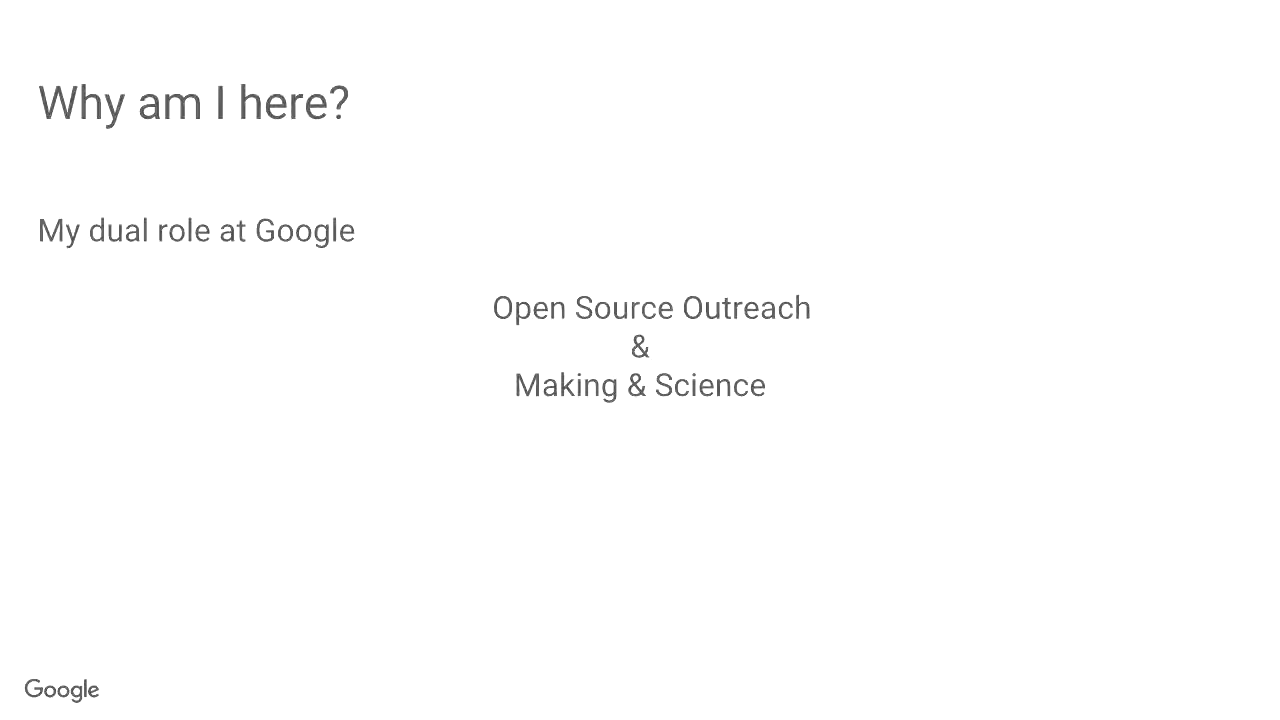 Why am I here?
My dual role at Google
Open Source Outreach
&
Making & Science
Google